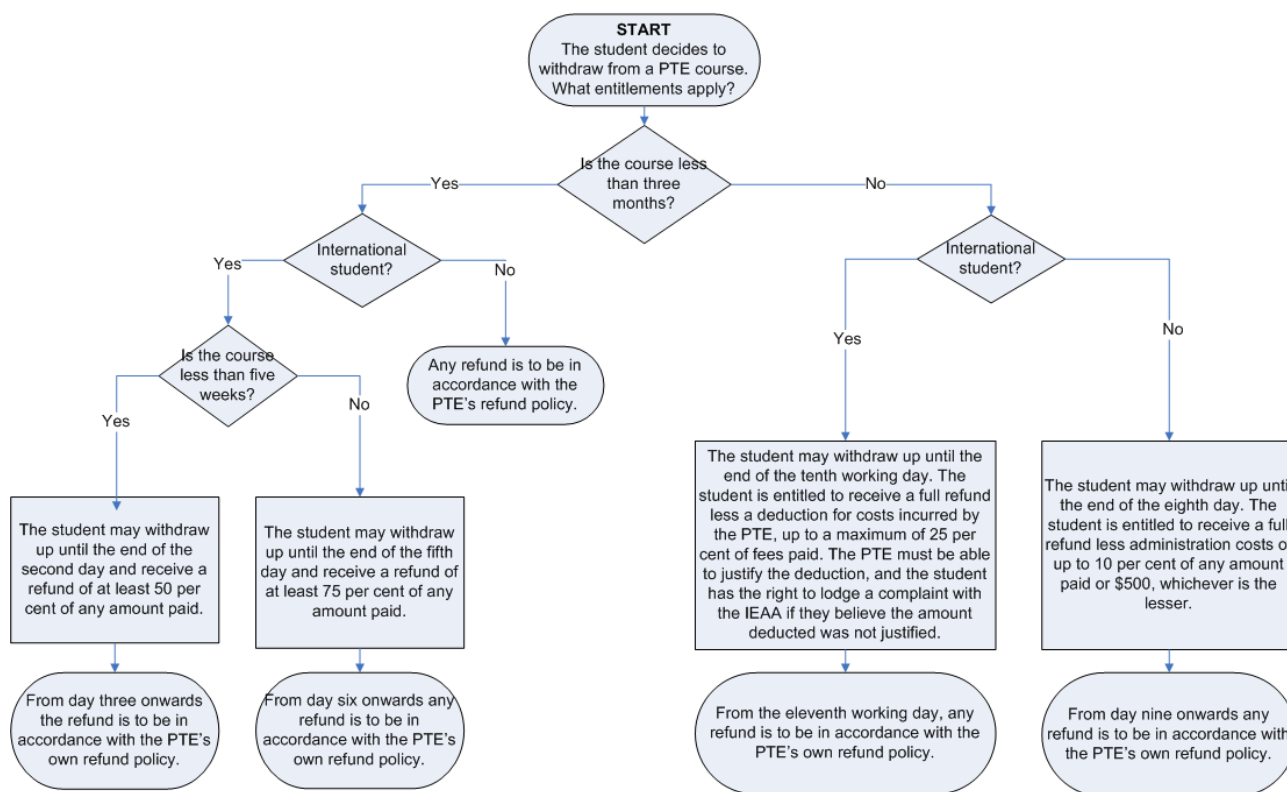 START
The student decides to
withdraw from a PTE course.
What entitlements apply?
Is the course less
than three
months?
Yes
No
International
student?
International
student?
Yes
No
Yes
No
Is the course
less than five
weeks?
Any refund is to be in
accordance with the
PTE's refund policy.
Yes
No
The student may withdraw
up until the end of the
second day and receive a
refund of at least 50 per
cent of any amount paid.
The student may withdraw
up until the end of the fifth
day and receive a refund of
at least 75 per cent of any
amount paid.
The student may withdraw up until the
end of the tenth working day. The
student is entitled to receive a full refund
less a deduction for costs incurred by
the PTE, up to a maximum of 25 per
cent of fees paid. The PTE must be able
to justify the deduction, and the student
has the right to lodge a complaint with
the IEAA if they believe the amount
deducted was not justified.
The student may withdraw up until
the end of the eighth day. The
student is entitled to receive a full
refund less administration costs of
up to 10 per cent of any amount
paid or $500, whichever is the
lesser.
From day three onwards
the refund is to be in
accordance with the PTE's
own refund policy.
From day six onwards any
refund is to be in
accordance with the PTE's
own refund policy.
From the eleventh working day, any
refund is to be in accordance with the
PTE's own refund policy.
From day nine onwards any
refund is to be in accordance with
the PTE's own refund policy.